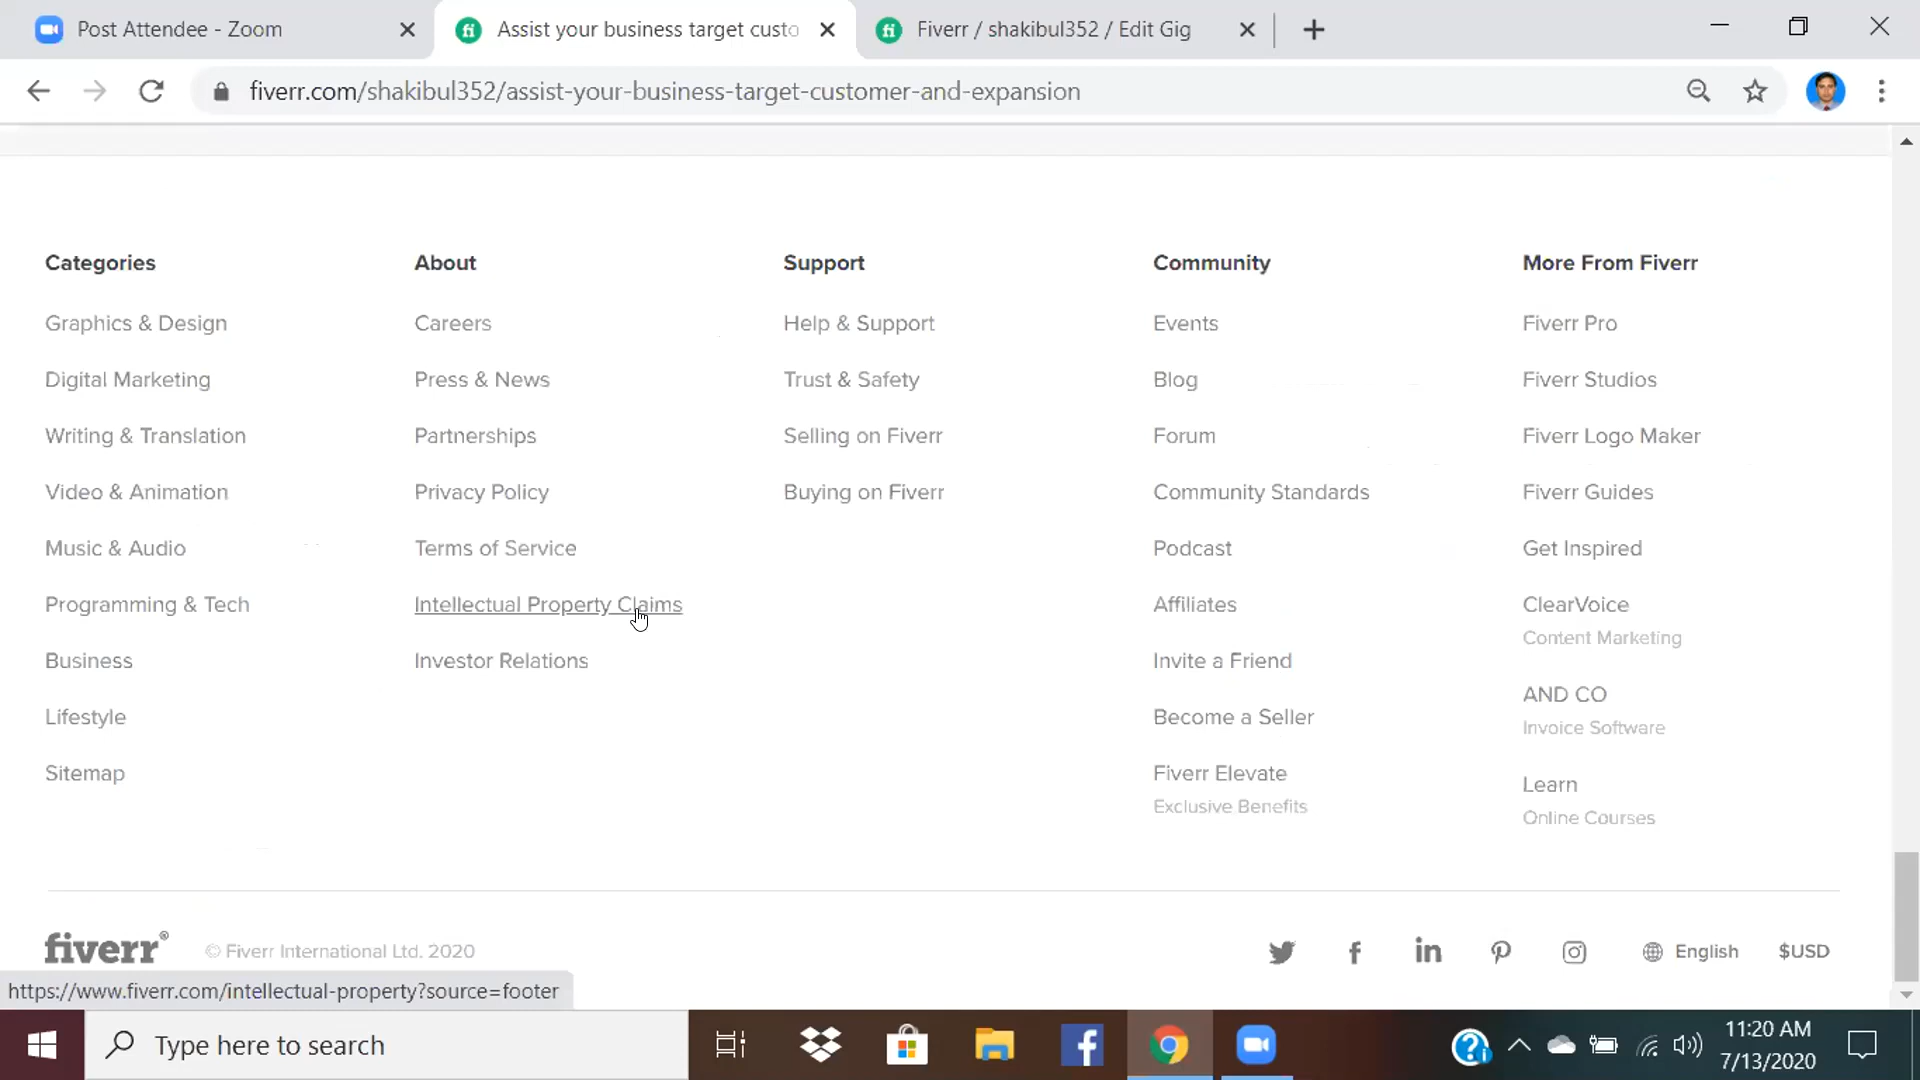 Post Attendee - Zoom
Assist your business target custo
Fiverr / shakibul352 / Edit Gig
fiverr.com/shakibul352/assist-your-business-target-customer-and-expansion
Categories
Graphics & Design
Digital Marketing
Writing & Translation
Video & Animation
Music & Audio
Programming & Tech
Business
Lifestyle
Sitemap
About
Careers
Press & News
Partnerships
Privacy Policy
Terms of Service
Intellectual Property Claims
Investor Relations
Support
Help & Support
Trust & Safety
Selling on Fiverr
Buying on Fiverr
Community
Events
Blog
Forum
Community Standards
Podcast
Affiliates
Invite a Friend
Become a Seller
Fiverr Elevate
Exclusive Benefits
More From Fiverr
Fiverr Pro
Fiverr Studios
Fiverr Logo Maker
Fiverr Guides
Get Inspired
ClearVoice
Content Marketing
AND CO
Invoice Software
Learn
Online Courses
fiverr®
© Fiverr International Ltd. 2020
English
$USD
https://www.fiverr.com/intellectual-property?source=footer
Type here to search
11:20 AM
7/13/2020